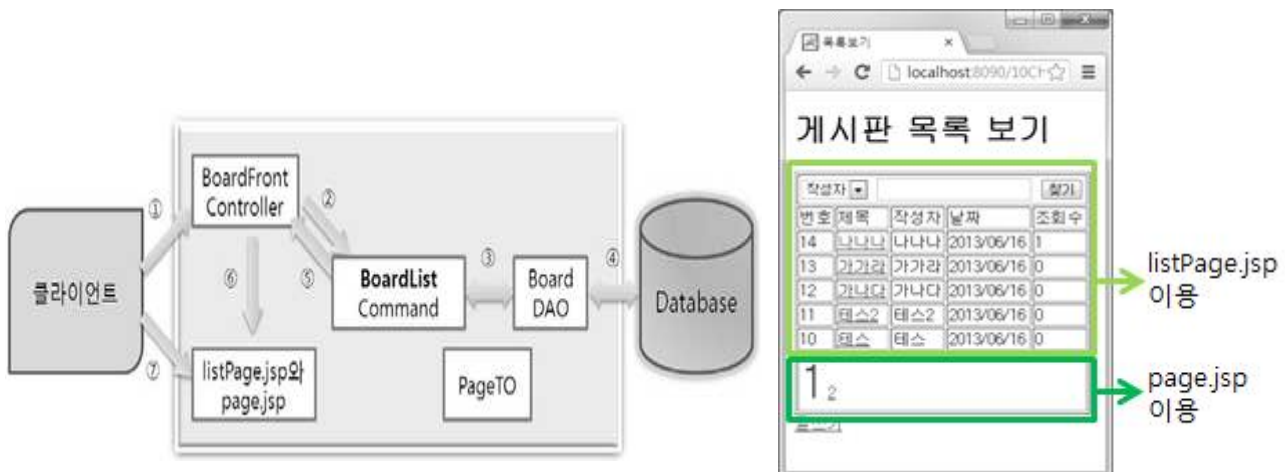 클라이언트
①
BoardFront
Controller
②
③
④
⑤
⑥
⑦
BoardList
Command
Board
DAO
Database
listPage.jsp와
page.jsp
PageTO
목록보기
localhost:8090/10CH
게시판 목록 보기
작성자 찾기
번호 제목 작성자 날짜 조회수
14 나나나 나나나 2013/06/16 1
13 가가라 가가라 2013/06/16 0
12 가나다 가나다 2013/06/16 0
11 테스2 테스2 2013/06/16 0
10 테스 테스 2013/06/16 0
1 2
listPage.jsp
이용
page.jsp
이용